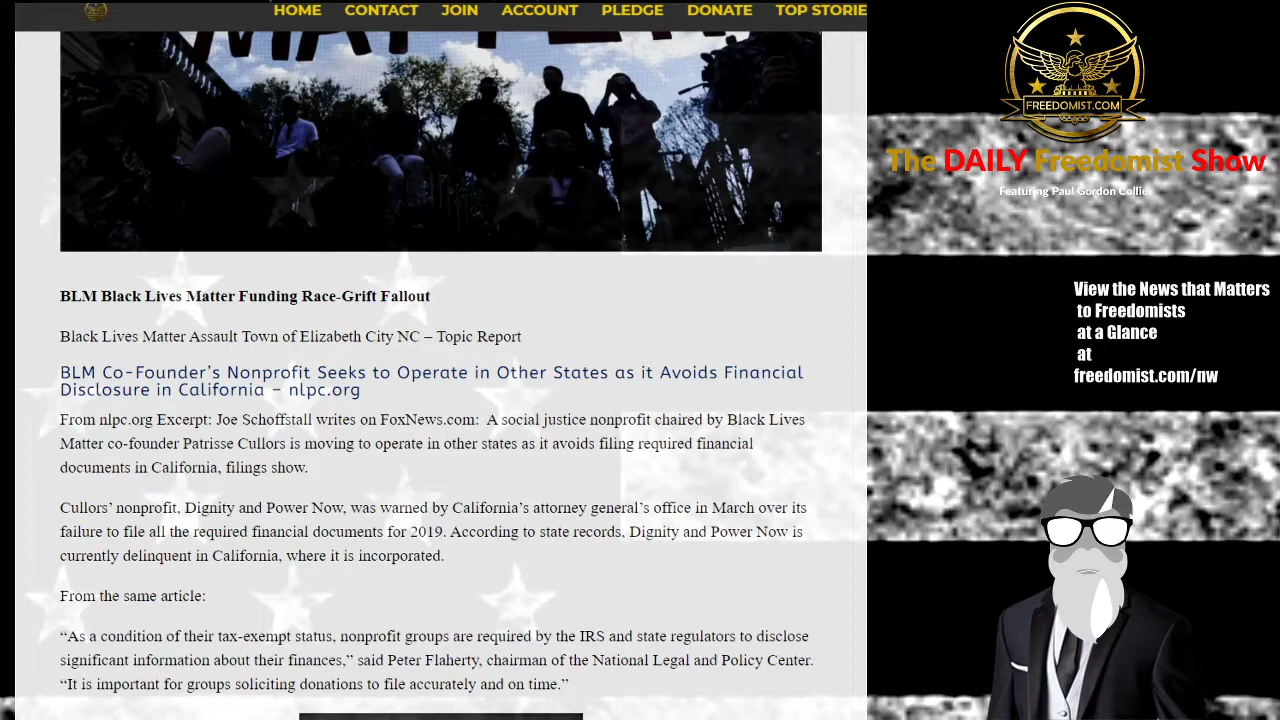 HOME CONTACT JOIN ACCOUNT PLEDGE DONATE TOP STORIE
MATTER
FREEDOMIST.COM
The DAILY Freedomist Show
Featuring Paul Gordon Collier
BLM Black Lives Matter Funding Race-Grift Fallout
Black Lives Matter Assault Town of Elizabeth City NC – Topic Report
BLM Co-Founder’s Nonprofit Seeks to Operate in Other States as it Avoids Financial
Disclosure in California – nlpc.org
From nlpc.org Excerpt: Joe Schoffstall writes on FoxNews.com:  A social justice nonprofit chaired by Black Lives
Matter co-founder Patrisse Cullors is moving to operate in other states as it avoids filing required financial
documents in California, filings show.
Cullors’ nonprofit, Dignity and Power Now, was warned by California’s attorney general’s office in March over its
failure to file all the required financial documents for 2019. According to state records, Dignity and Power Now is
currently delinquent in California, where it is incorporated.
From the same article:
“As a condition of their tax-exempt status, nonprofit groups are required by the IRS and state regulators to disclose
significant information about their finances,” said Peter Flaherty, chairman of the National Legal and Policy Center.
“It is important for groups soliciting donations to file accurately and on time.”
View the News that Matters
to Freedomists
at a Glance
at
freedomist.com/nw